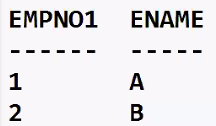 EMPNO1 ENAME
------ -----
1 A
2 B